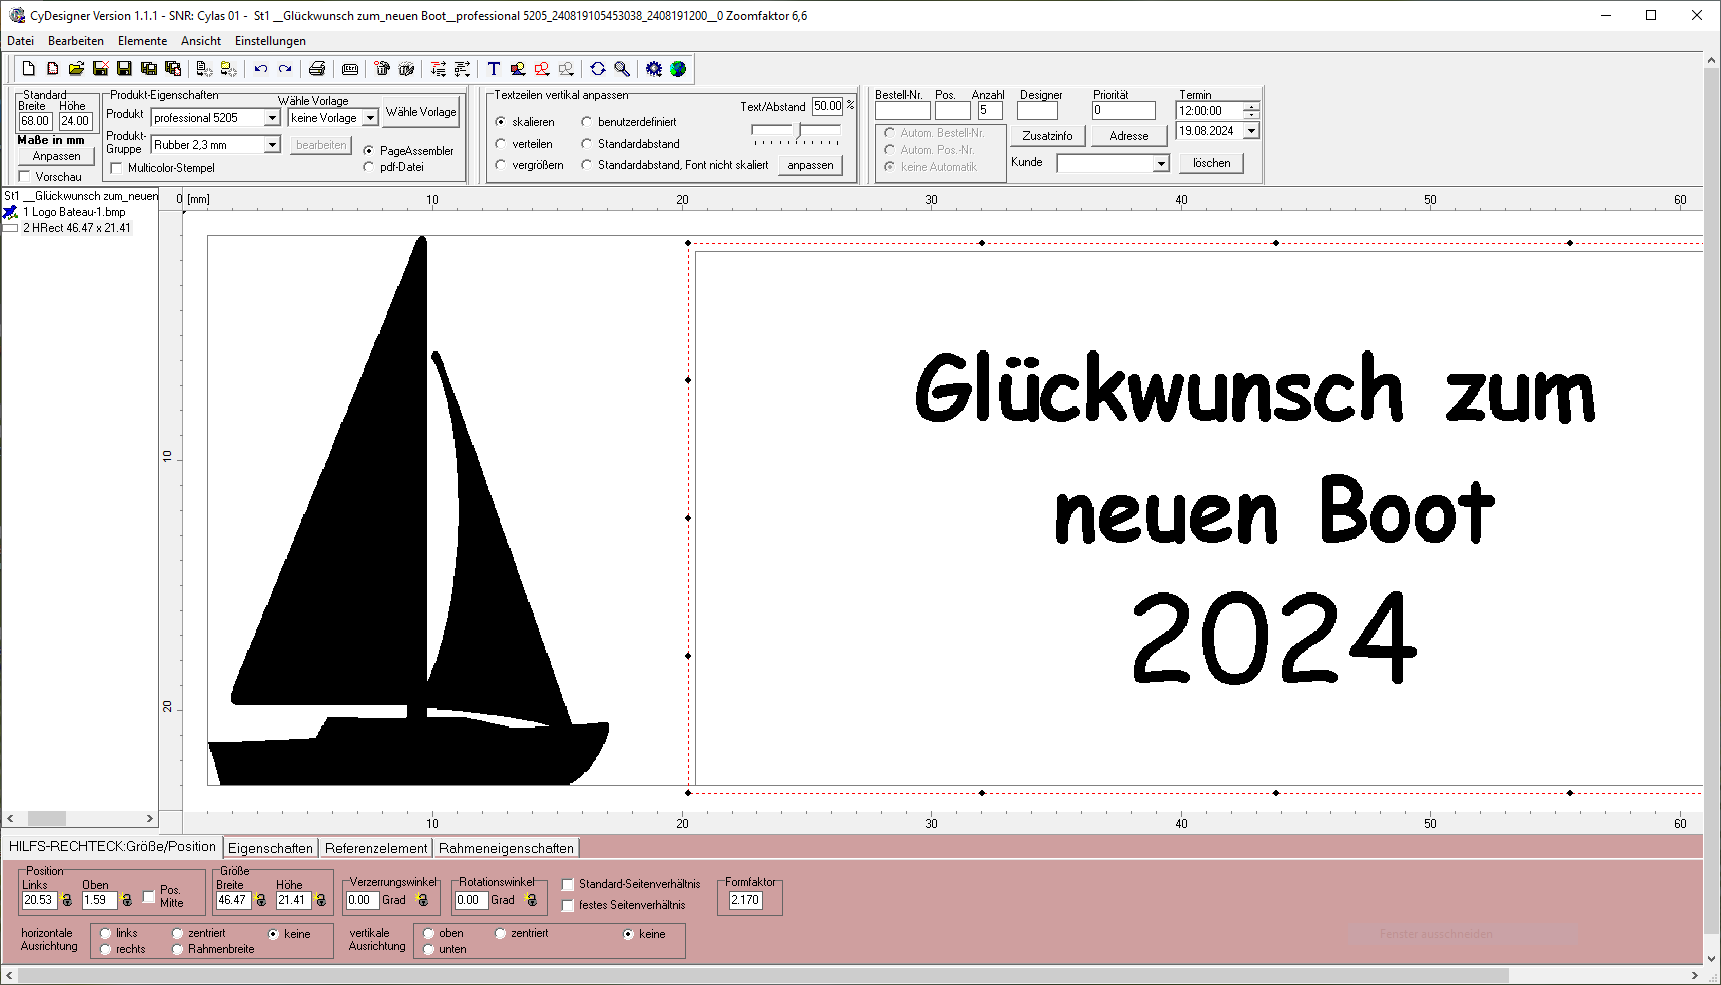 CyDesigner Version 1.1.1 - SNR: Cylas 01 - St1 __Glückwunsch zum_neuen Boot__professional 5205_240819105453038_2408191200__0 Zoomfaktor 6,6
Datei Bearbeiten Elemente Ansicht Einstellungen
Standard
Breite Höhe
68.00 24.00
Maße in mm
Anpassen
Vorschau
Produkt-Eigenschaften
Produkt professional 5205
Wähle Vorlage
keine Vorlage
Wähle Vorlage
Produkt-Gruppe Rubber 2,3 mm
bearbeiten
Multicolor-Stempel
PageAssembler
pdf-Datei
Textzeilen vertikal anpassen
skalieren benutzerdefiniert
verteilen Standardabstand
vergrößern Standardabstand, Font nicht skaliert
Text/Abstand 50.00 %
anpassen
Bestell-Nr. Pos. Anzahl Designer Priorität Termin
5 0 12:00:00
19.08.2024
Autom. Bestell-Nr.
Autom. Pos.-Nr.
keine Automatik
Zusatzinfo Adresse
Kunde löschen
St1 __Glückwunsch zum_neuen
1 Logo Bateau-1.bmp
2 HRect 46.47 x 21.41
0 [mm] 10 20 30 40 50 60
10
20
Glückwunsch zum
neuen Boot
2024
10 20 30 40 50 60
HILFS-RECHTECK:Größe/Position Eigenschaften Referenzelement Rahmeneigenschaften
Position
Links Oben
20.53 1.59
Pos. Mitte
Größe
Breite Höhe
46.47 21.41
Verzerrungswinkel
0.00 Grad
Rotationswinkel
0.00 Grad
Standard-Seitenverhältnis
festes Seitenverhältnis
Formfaktor
2.170
horizontale Ausrichtung
links zentriert keine
rechts Rahmenbreite
vertikale Ausrichtung
oben zentriert keine
unten
Fenster ausschneiden